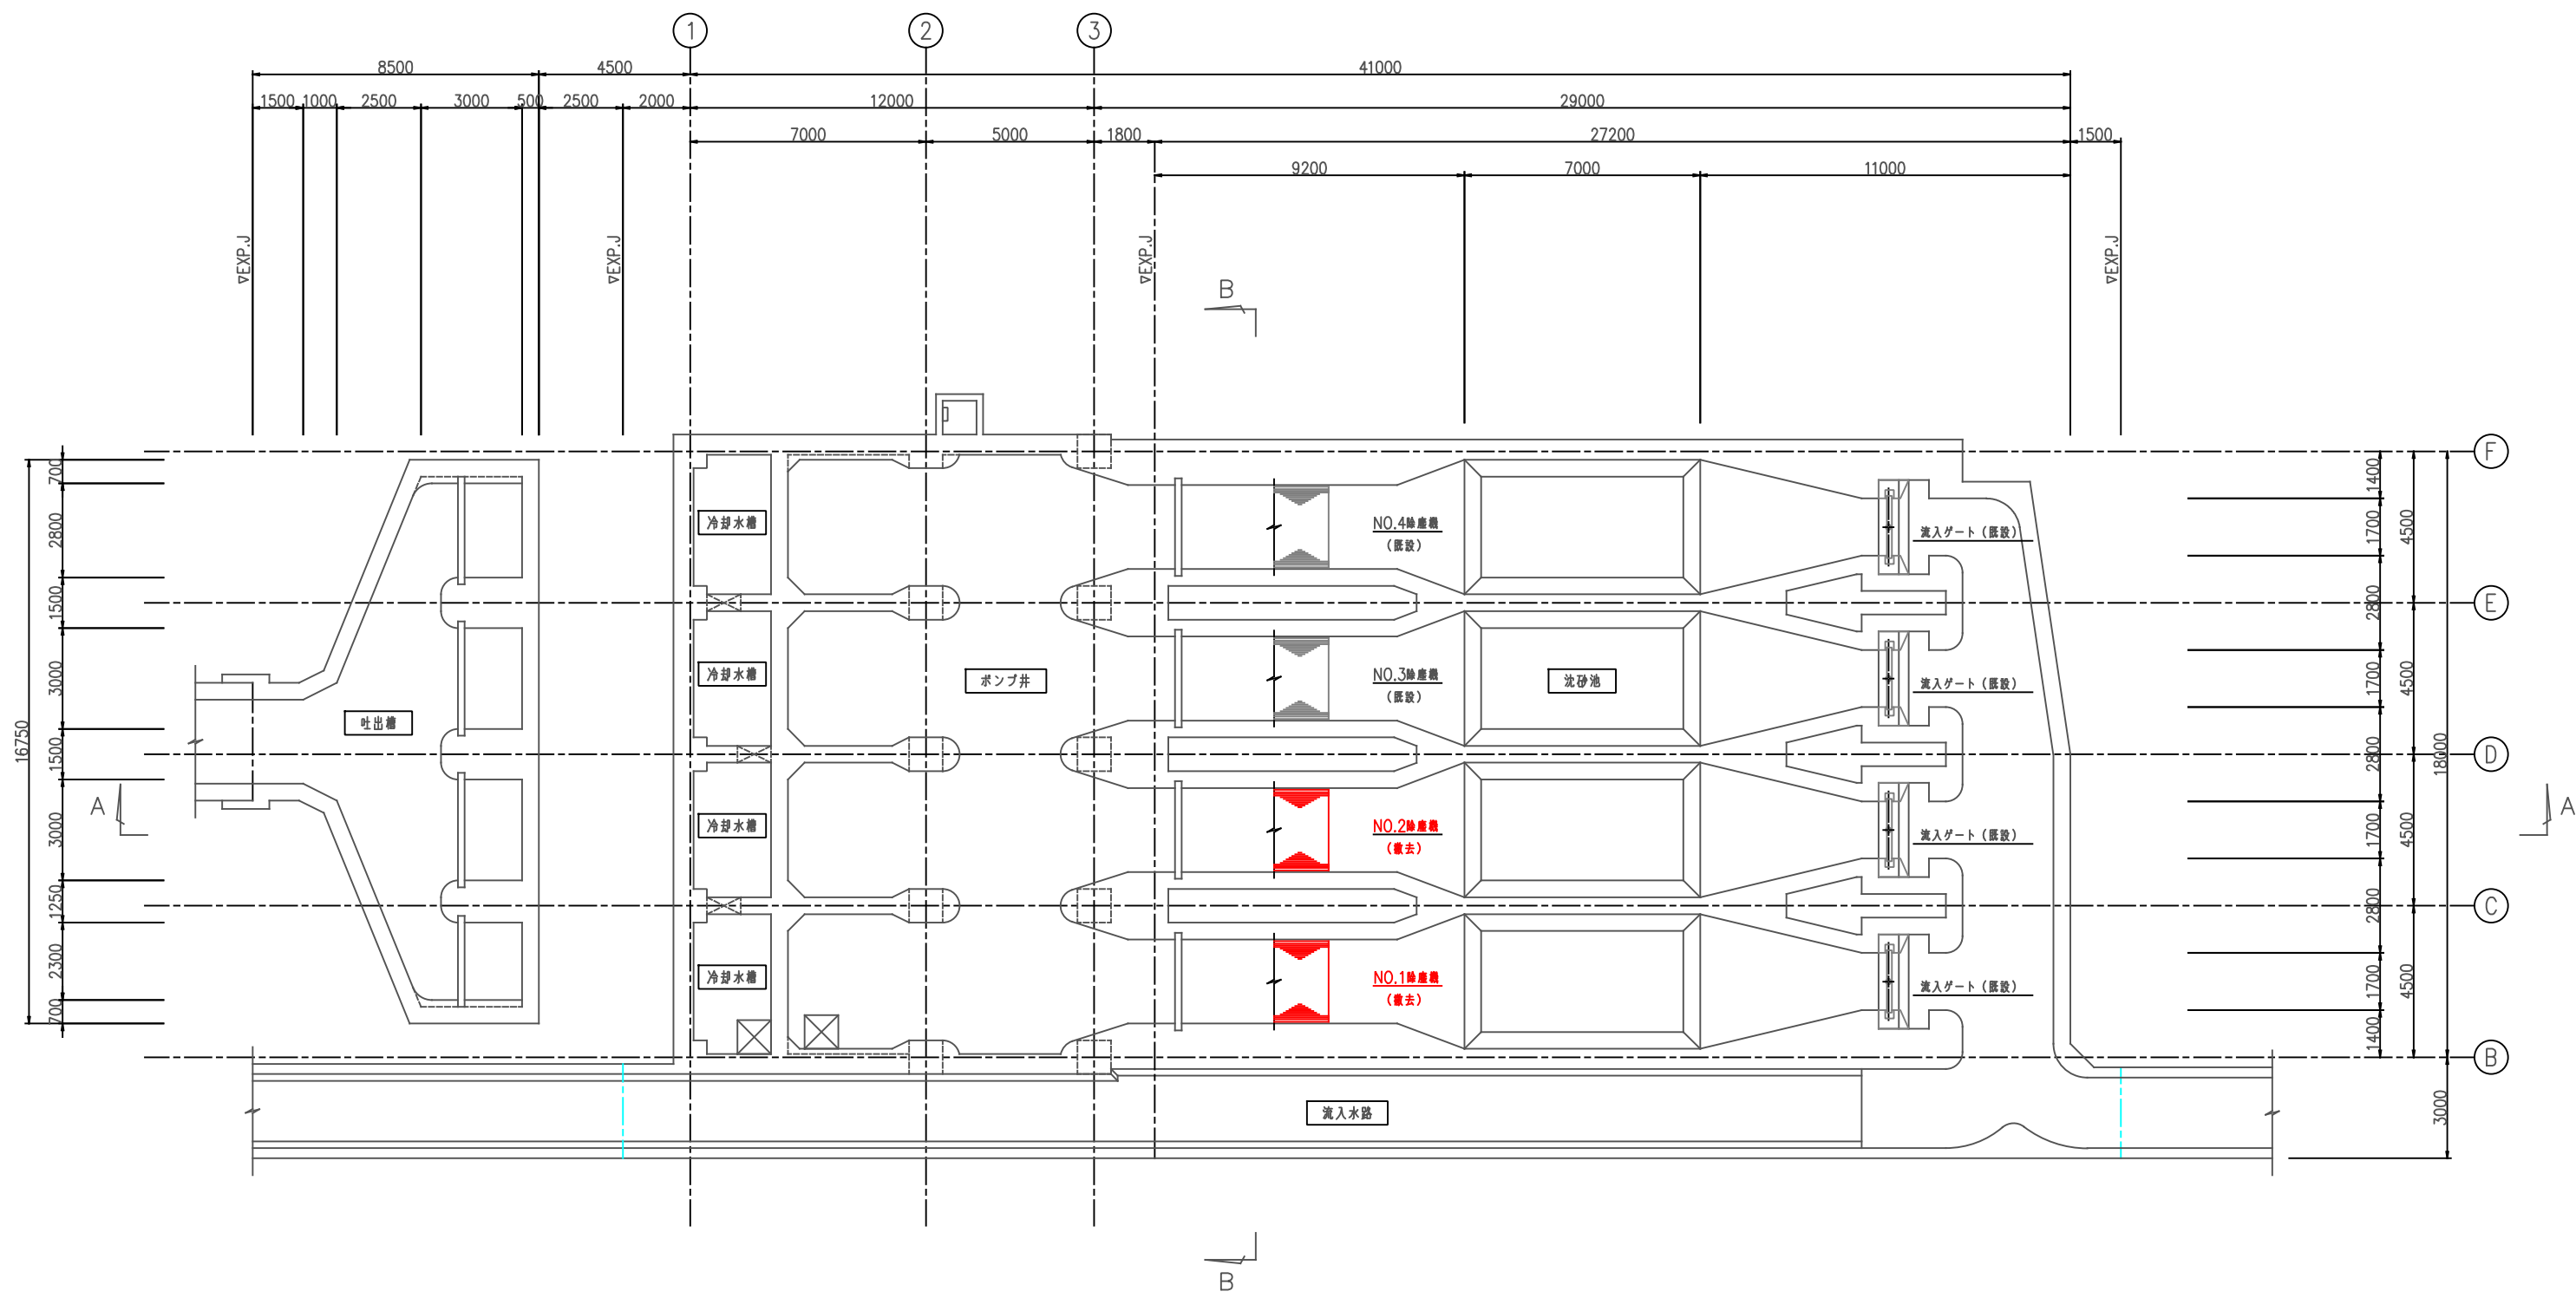 1
2
3
8500
4500
41000
1500
1000
2500
3000
500
2500
2000
12000
29000
7000
5000
1800
27200
1500
9200
7000
11000
▽EXP.J
▽EXP.J
▽EXP.J
▽EXP.J
B
F
E
D
C
B
16750
700
2800
1500
3000
1500
3000
1250
2300
700
1400
1700
2800
1700
2800
1700
2800
1700
1400
4500
4500
4500
4500
18000
3000
冷却水槽
NO.4除塵機
(既設)
流入ゲート(既設)
冷却水槽
ポンプ井
NO.3除塵機
(既設)
沈砂池
流入ゲート(既設)
吐出槽
A
A
冷却水槽
NO.2除塵機
(撤去)
流入ゲート(既設)
冷却水槽
NO.1除塵機
(撤去)
流入ゲート(既設)
流入水路
B